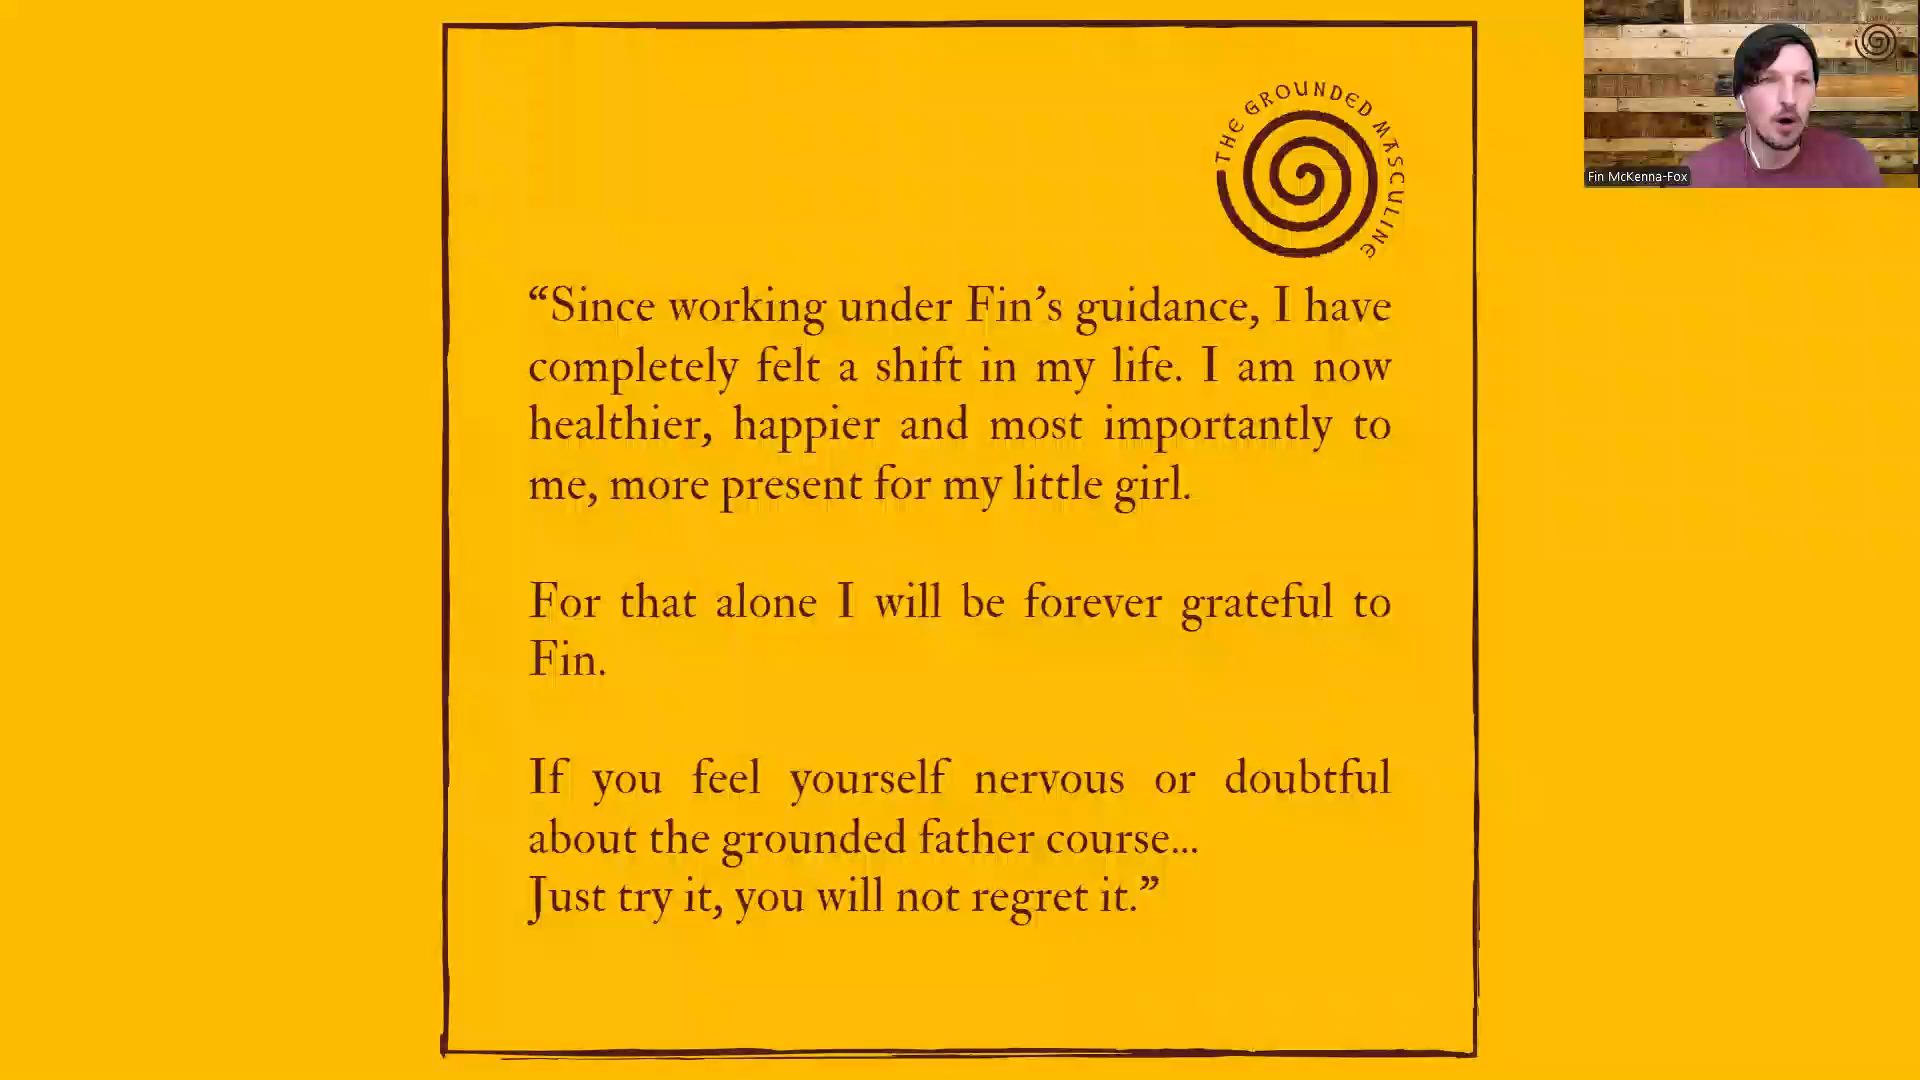 THE GROUNDED MASCULINE
Fin McKenna-Fox
“Since working under Fin’s guidance, I have
completely felt a shift in my life. I am now
healthier, happier and most importantly to
me, more present for my little girl.
For that alone I will be forever grateful to
Fin.
If you feel yourself nervous or doubtful
about the grounded father course...
Just try it, you will not regret it.”